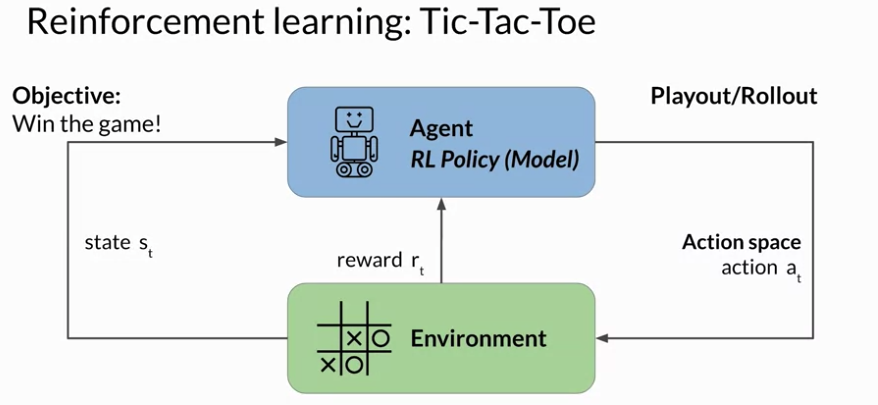 Reinforcement learning: Tic-Tac-Toe
Objective:
Win the game!
Playout/Rollout
Agent
RL Policy (Model)
state s_t
reward r_t
Action space
action a_t
Environment
X O
X O